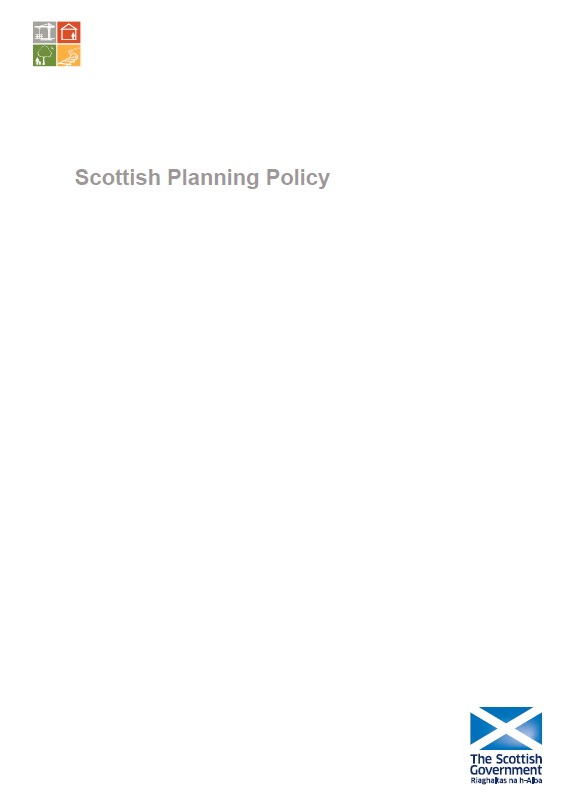 Scottish Planning Policy
The Scottish
Government
Riaghaltas na h-Alba